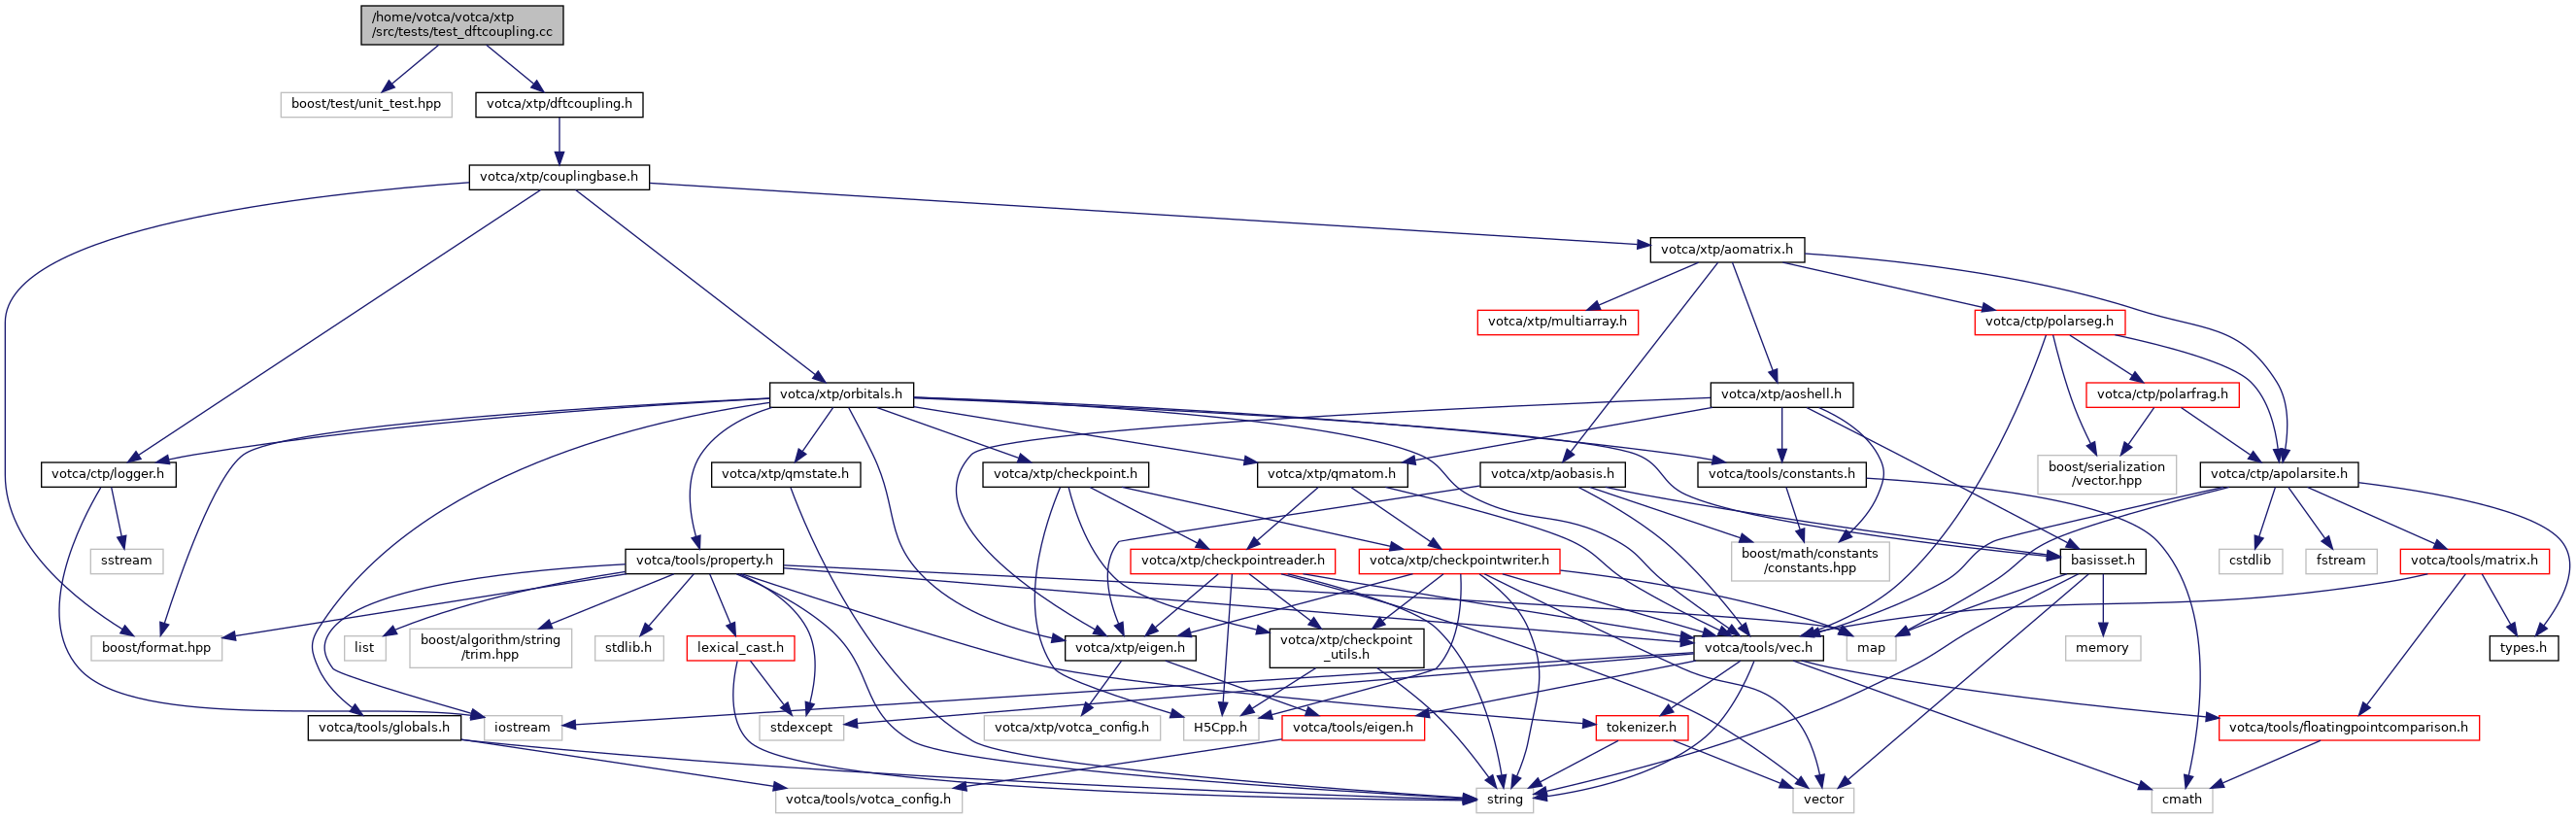 /home/votca/votca/xtp
/src/tests/test_dftcoupling.cc
boost/test/unit_test.hpp
votca/xtp/dftcoupling.h
votca/xtp/couplingbase.h
votca/xtp/aomatrix.h
votca/xtp/multiarray.h
votca/ctp/polarseg.h
votca/xtp/orbitals.h
votca/xtp/aoshell.h
votca/ctp/polarfrag.h
votca/ctp/logger.h
votca/xtp/qmstate.h
votca/xtp/checkpoint.h
votca/xtp/qmatom.h
votca/xtp/aobasis.h
votca/tools/constants.h
boost/serialization
/vector.hpp
votca/ctp/apolarsite.h
sstream
votca/tools/property.h
votca/xtp/checkpointreader.h
votca/xtp/checkpointwriter.h
boost/math/constants
/constants.hpp
basisset.h
cstdlib
fstream
votca/tools/matrix.h
boost/format.hpp
list
boost/algorithm/string
/trim.hpp
stdlib.h
lexical_cast.h
votca/xtp/eigen.h
votca/xtp/checkpoint
_utils.h
votca/tools/vec.h
map
memory
types.h
votca/tools/globals.h
iostream
stdexcept
votca/xtp/votca_config.h
H5Cpp.h
votca/tools/eigen.h
tokenizer.h
votca/tools/floatingpointcomparison.h
votca/tools/votca_config.h
string
vector
cmath